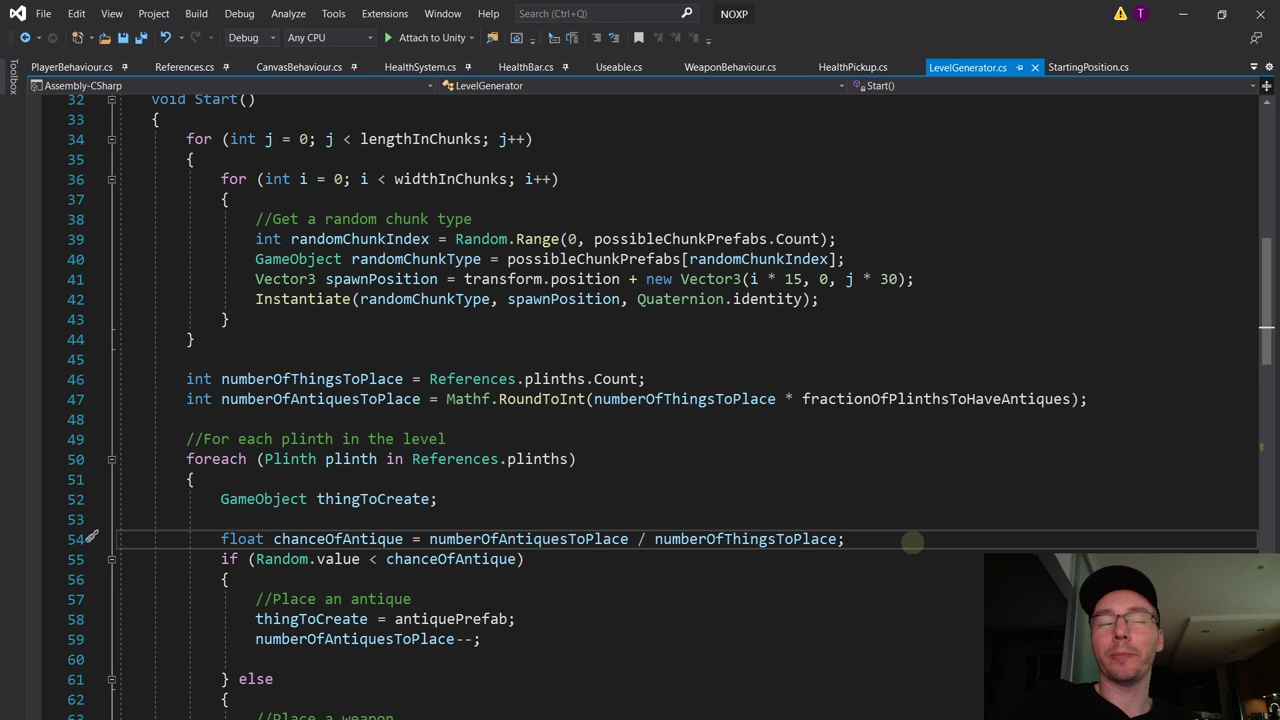 File Edit View Project Build Debug Analyze Tools Extensions Window Help Search (Ctrl+Q) NOXP T
Debug Any CPU Attach to Unity
Toolbox
PlayerBehaviour.cs References.cs CanvasBehaviour.cs HealthSystem.cs HealthBar.cs Useable.cs WeaponBehaviour.cs HealthPickup.cs LevelGenerator.cs StartingPosition.cs
Assembly-CSharp LevelGenerator Start()
32 void Start()
33 {
34 for (int j = 0; j < lengthInChunks; j++)
35 {
36 for (int i = 0; i < widthInChunks; i++)
37 {
38 //Get a random chunk type
39 int randomChunkIndex = Random.Range(0, possibleChunkPrefabs.Count);
40 GameObject randomChunkType = possibleChunkPrefabs[randomChunkIndex];
41 Vector3 spawnPosition = transform.position + new Vector3(i * 15, 0, j * 30);
42 Instantiate(randomChunkType, spawnPosition, Quaternion.identity);
43 }
44 }
45
46 int numberOfThingsToPlace = References.plinths.Count;
47 int numberOfAntiquesToPlace = Mathf.RoundToInt(numberOfThingsToPlace * fractionOfPlinthsToHaveAntiques);
48
49 //For each plinth in the level
50 foreach (Plinth plinth in References.plinths)
51 {
52 GameObject thingToCreate;
53
54 float chanceOfAntique = numberOfAntiquesToPlace / numberOfThingsToPlace;
55 if (Random.value < chanceOfAntique)
56 {
57 //Place an antique
58 thingToCreate = antiquePrefab;
59 numberOfAntiquesToPlace--;
60
61 } else
62 {
63 //Place a weapon